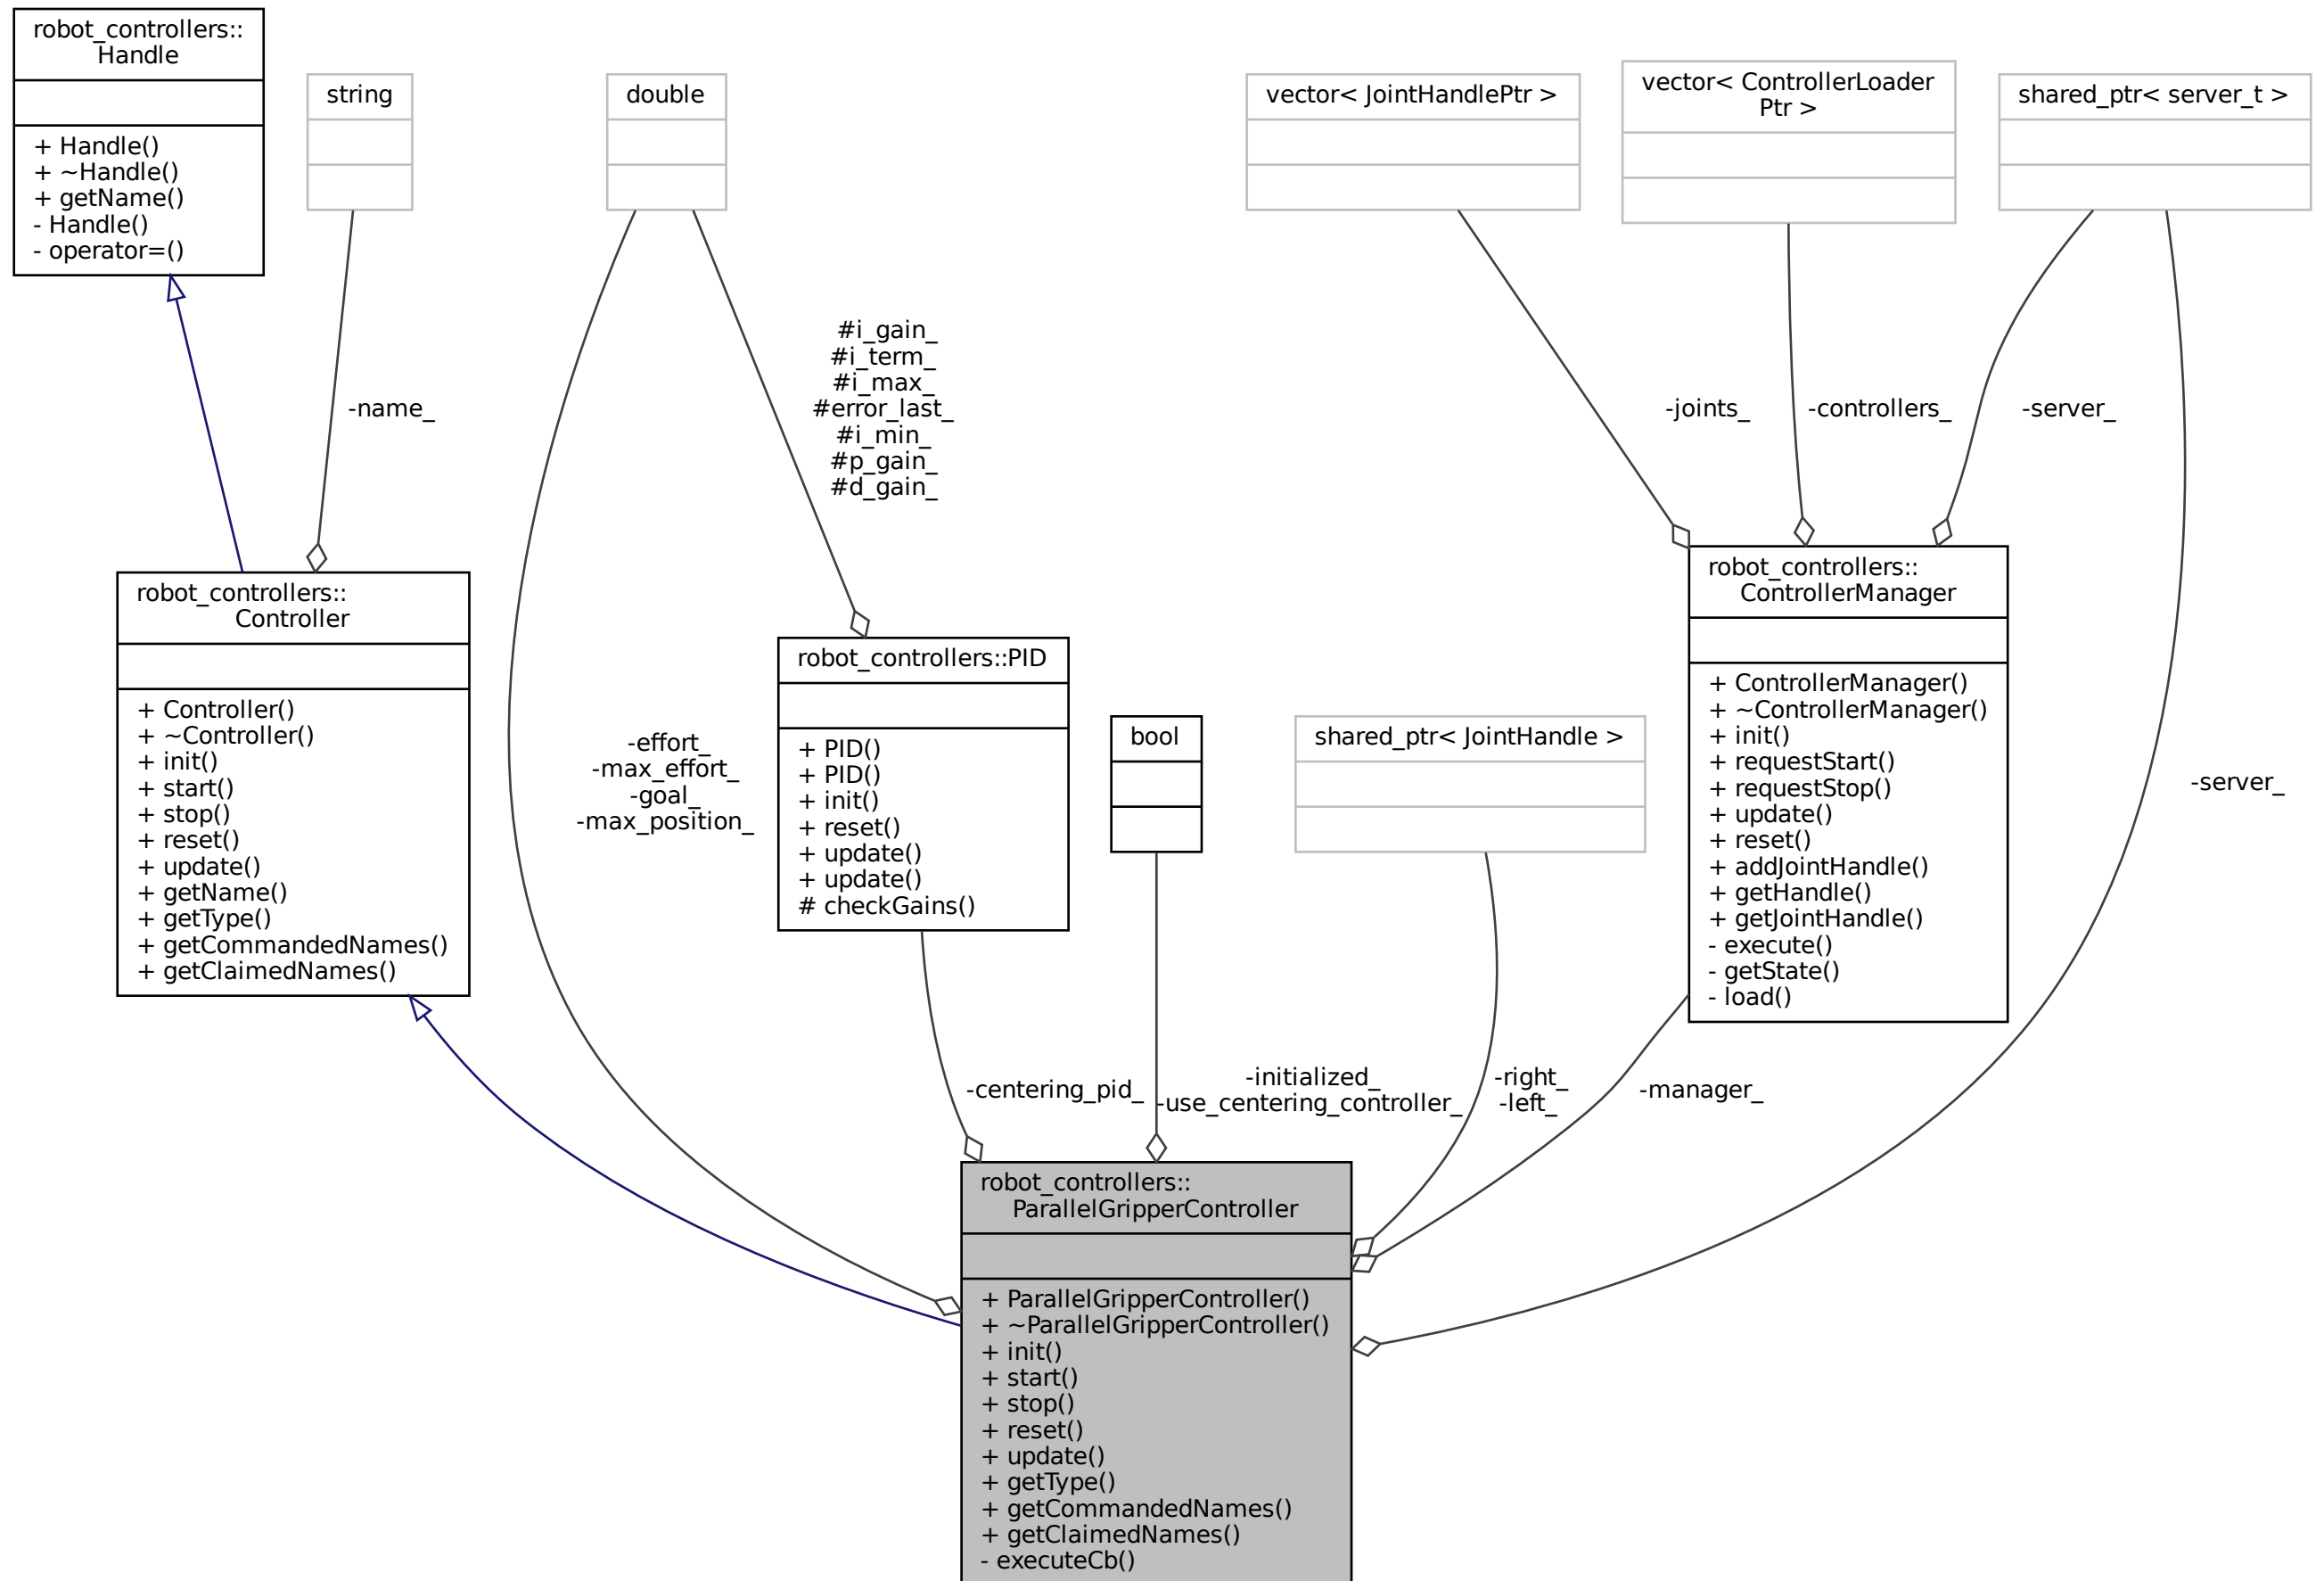 robot_controllers::
Handle
+ Handle()
+ ~Handle()
+ getName()
- Handle()
- operator=()
string
double
vector< JointHandlePtr >
vector< ControllerLoader
Ptr >
shared_ptr< server_t >
-name_
#i_gain_
#i_term_
#i_max_
#error_last_
#i_min_
#p_gain_
#d_gain_
-joints_
-controllers_
-server_
robot_controllers::
Controller
+ Controller()
+ ~Controller()
+ init()
+ start()
+ stop()
+ reset()
+ update()
+ getName()
+ getType()
+ getCommandedNames()
+ getClaimedNames()
-effort_
-max_effort_
-goal_
-max_position_
robot_controllers::PID
+ PID()
+ PID()
+ init()
+ reset()
+ update()
+ update()
# checkGains()
bool
shared_ptr< JointHandle >
robot_controllers::
ControllerManager
+ ControllerManager()
+ ~ControllerManager()
+ init()
+ requestStart()
+ requestStop()
+ update()
+ reset()
+ addJointHandle()
+ getHandle()
+ getJointHandle()
- execute()
- getState()
- load()
-server_
-centering_pid_
-initialized_
-use_centering_controller_
-right_
-left_
-manager_
robot_controllers::
ParallelGripperController
+ ParallelGripperController()
+ ~ParallelGripperController()
+ init()
+ start()
+ stop()
+ reset()
+ update()
+ getType()
+ getCommandedNames()
+ getClaimedNames()
- executeCb()